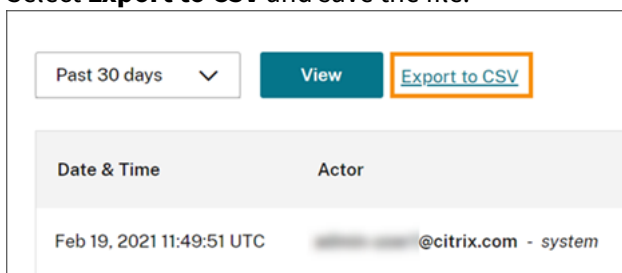 Select Export to CSV and save the file.
Past 30 days View Export to CSV
Date & Time Actor
Feb 19, 2021 11:49:51 UTC @citrix.com - system